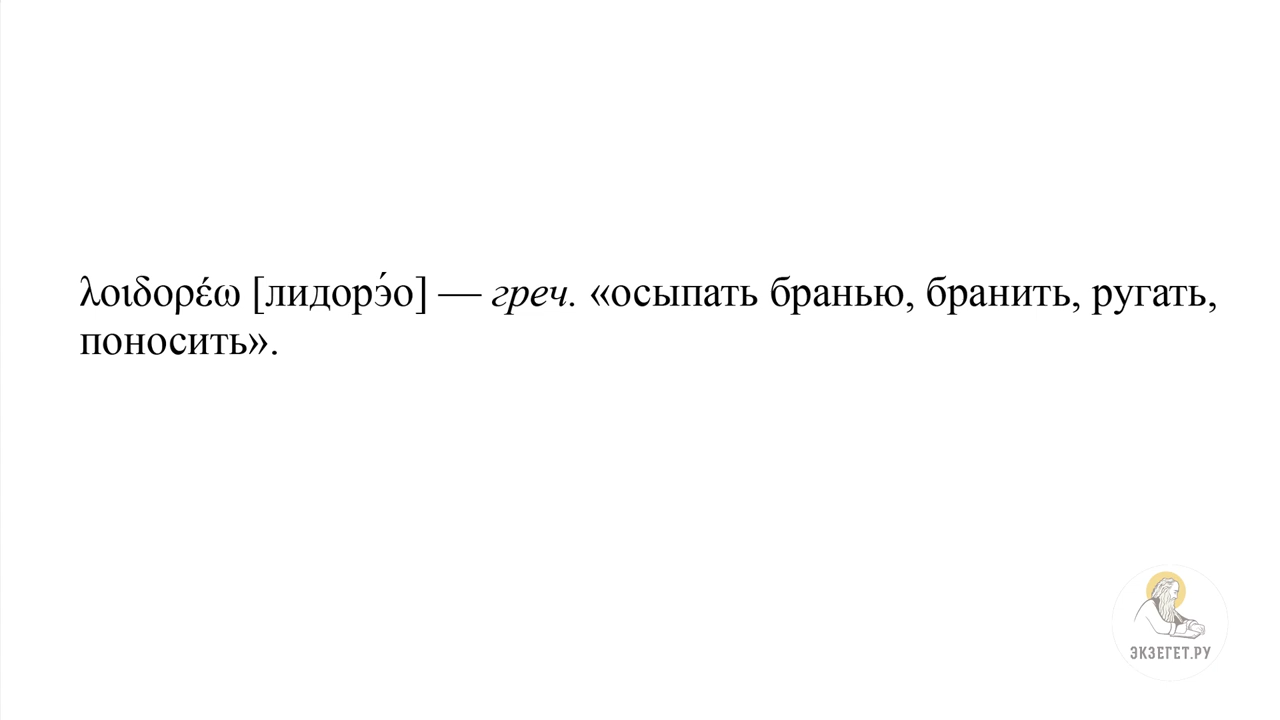 λοιδορέω [лидорэ́о] — греч. «осыпать бранью, бранить, ругать,
поносить».
ЭКЗЕГЕТ.РУ